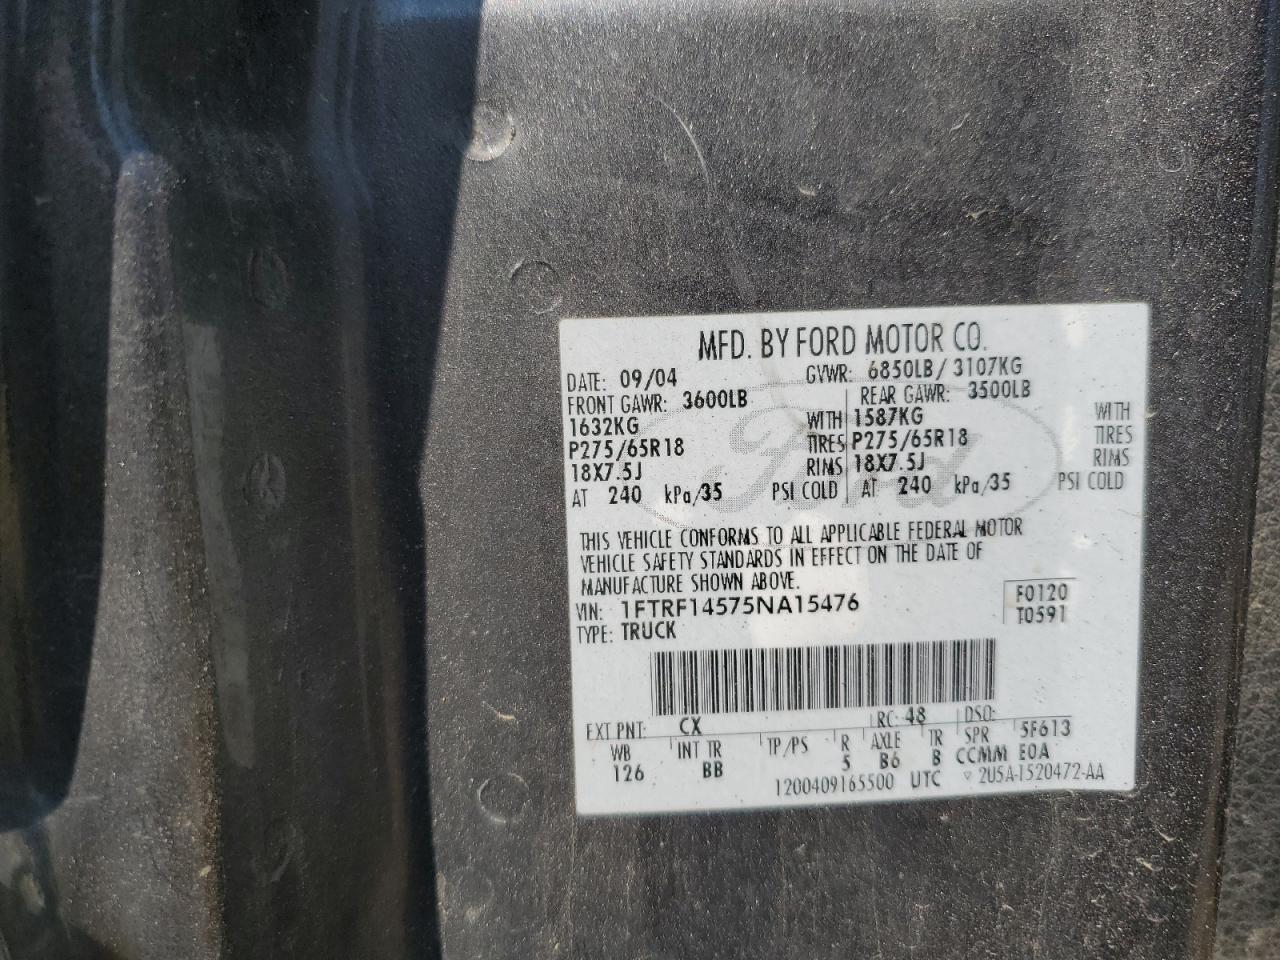 MFD. BY FORD MOTOR CO.
DATE: 09/04 GVWR: 6850LB/ 3107KG
FRONT GAWR: 3600LB REAR GAWR: 3500LB
1632KG WITH 1587KG WITH
P275/65R18 TIRES P275/65R18 TIRES
18X7.5J RIMS 18X7.5J RIMS
AT 240 kPa/35 PSI COLD AT 240 kPa/35 PSI COLD
Ford
THIS VEHICLE CONFORMS TO ALL APPLICABLE FEDERAL MOTOR
VEHICLE SAFETY STANDARDS IN EFFECT ON THE DATE OF
MANUFACTURE SHOWN ABOVE.
VIN: 1FTRF14575NA15476 F0120
TYPE: TRUCK T0591
EXT PNT: CX RC: 48 DSO:
WB INT TR TP/PS R AXLE TR SPR 5F613
126 BB 5 B6 B CCMM E0A
1200409165500 UTC ▽ 2U5A-1520472-AA